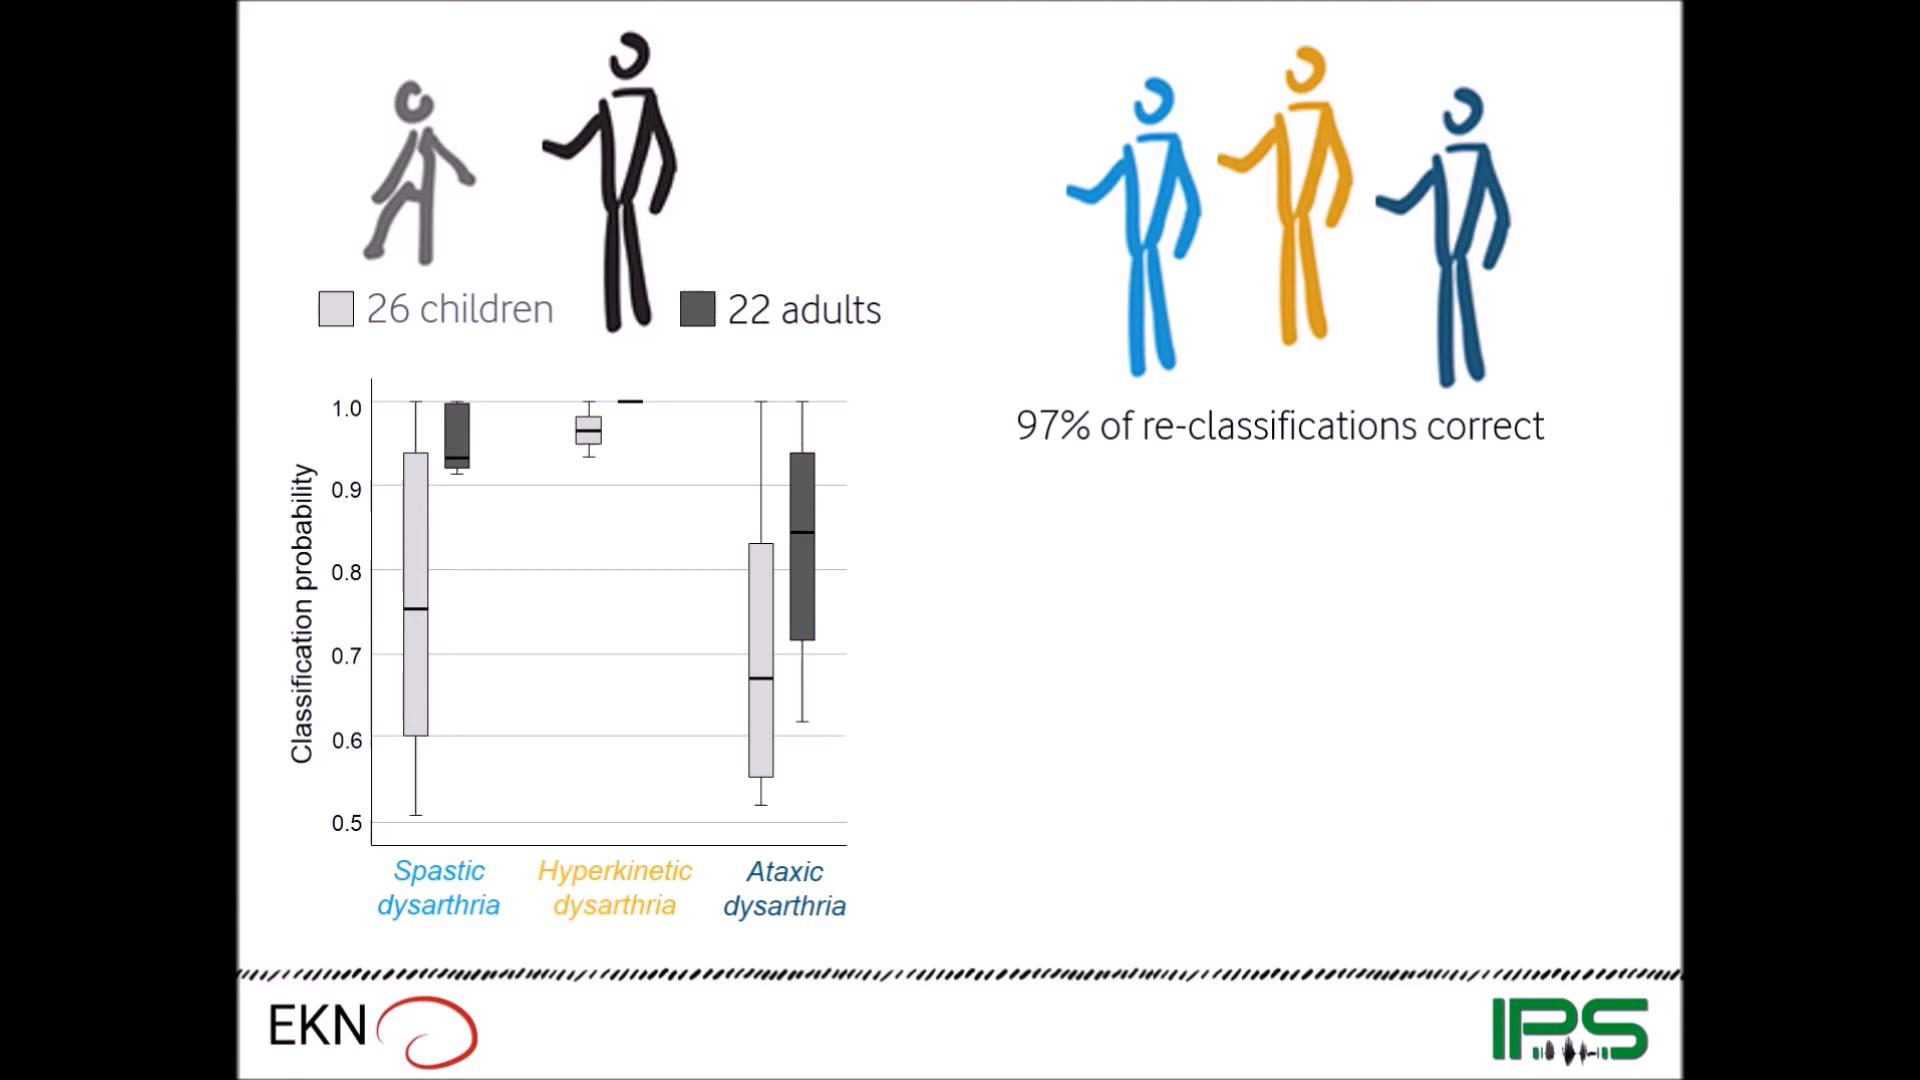 26 children
22 adults
97% of re-classifications correct
Classification probability
1.0
0.9
0.8
0.7
0.6
0.5
Spastic
dysarthria
Hyperkinetic
dysarthria
Ataxic
dysarthria
EKN
IPS